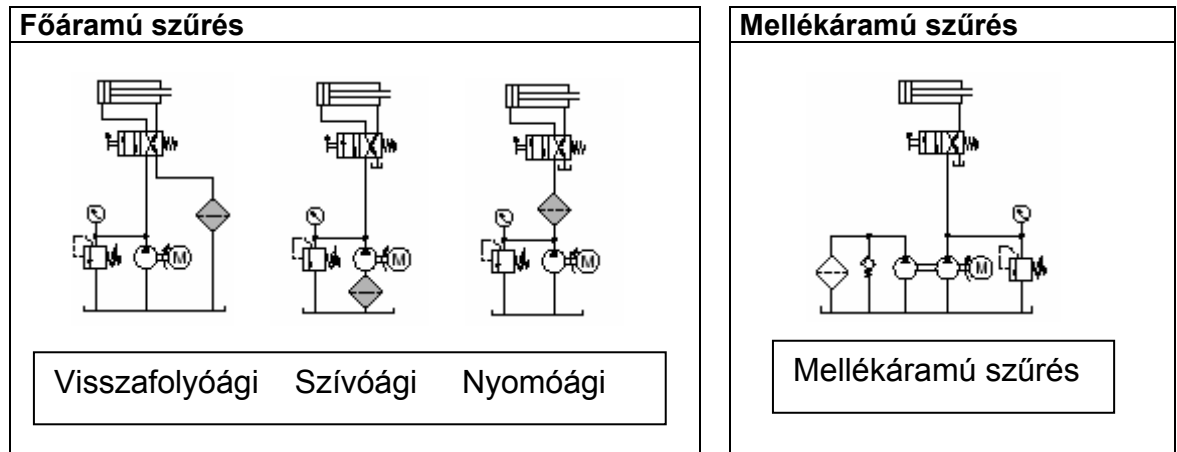 Főáramú szűrés
M
M
M
Visszafolyóági Szívóági Nyomóági
Mellékáramú szűrés
M
Mellékáramú szűrés